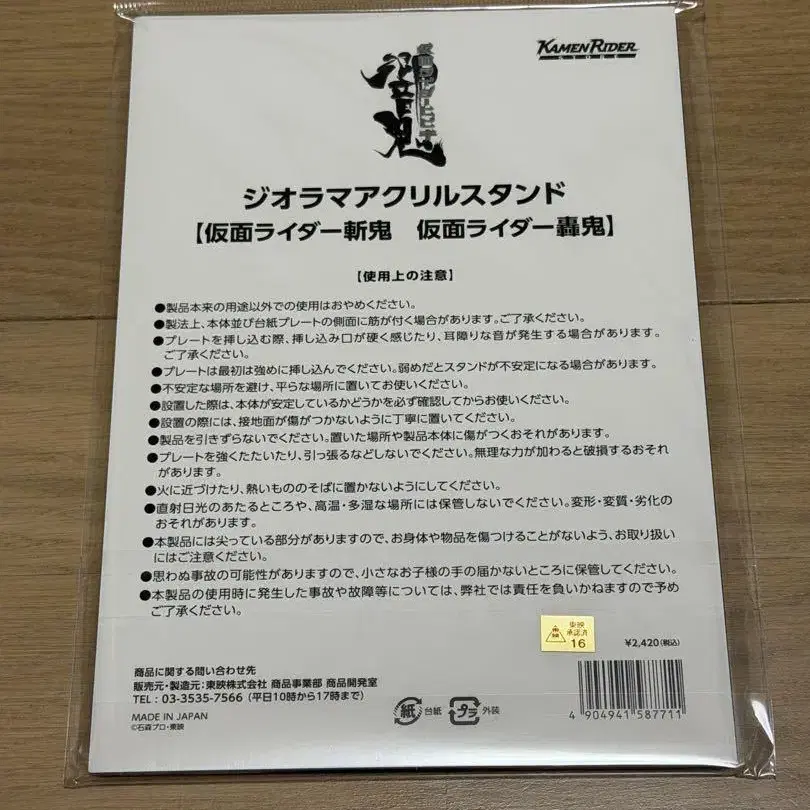 KAMEN RIDER
STORE
仮面ライダーヒビキ
響鬼
ジオラマアクリルスタンド
【仮面ライダー斬鬼　仮面ライダー轟鬼】
【使用上の注意】
●製品本来の用途以外での使用はおやめください。
●製法上、本体並び台紙プレートの側面に筋が付く場合があります。ご了承ください。
●プレートを挿し込む際、挿し込み口が硬く感じたり、耳障りな音が発生する場合があります。
ご了承ください。
●プレートは最初は強めに挿し込んでください。弱めだとスタンドが不安定になる場合があります。
●不安定な場所を避け、平らな場所に置いてお使いください。
●設置した際は、本体が安定しているかどうかを必ず確認してからお使いください。
●設置の際には、接地面が傷がつかないように丁寧に置いてください。
●製品を引きずらないでください。置いた場所や製品本体に傷がつくおそれがあります。
●プレートを強くたたいたり、引っ張るなどしないでください。無理な力が加わると破損するおそれ
があります。
●火に近づけたり、熱いもののそばに置かないようにしてください。
●直射日光のあたるところや、高温・多湿な場所には保管しないでください。変形・変質・劣化の
おそれがあります。
●本製品には尖っている部分がありますので、お身体や物品を傷つけることがないよう、お取り扱い
にはご注意ください。
●思わぬ事故の可能性がありますので、小さなお子様の手の届かないところに保管してください。
●本製品の使用時に発生した事故や故障等については、弊社では責任を負いかねますので予め
ご了承ください。
東映
東映
承認済
16
¥2,420(税込)
商品に関する問い合わせ先
販売元・製造元：東映株式会社 商品事業部 商品開発室
TEL：03-3535-7566（平日10時から17時まで）
MADE IN JAPAN
©石森プロ・東映
紙 台紙
プラ 外装
4 904941 587711